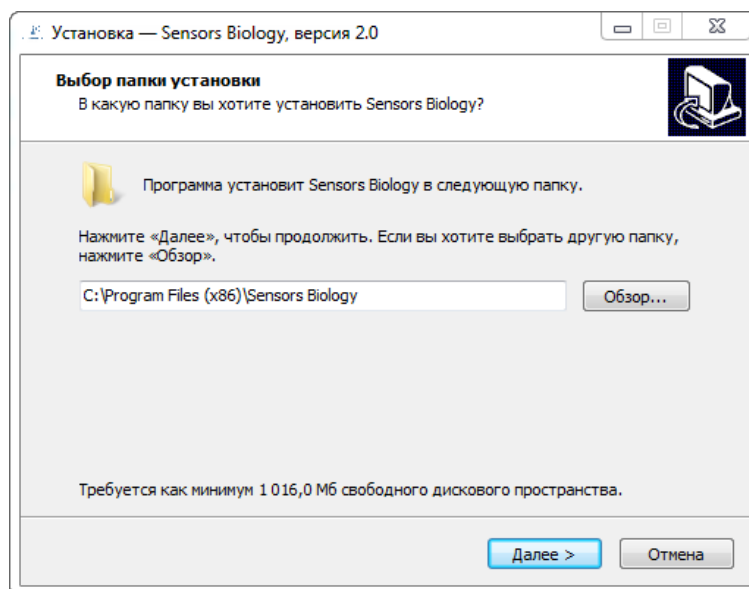 Установка — Sensors Biology, версия 2.0
Выбор папки установки
В какую папку вы хотите установить Sensors Biology?
Программа установит Sensors Biology в следующую папку.
Нажмите «Далее», чтобы продолжить. Если вы хотите выбрать другую папку,
нажмите «Обзор».
C:\Program Files (x86)\Sensors Biology
Обзор...
Требуется как минимум 1 016,0 Мб свободного дискового пространства.
Далее >
Отмена